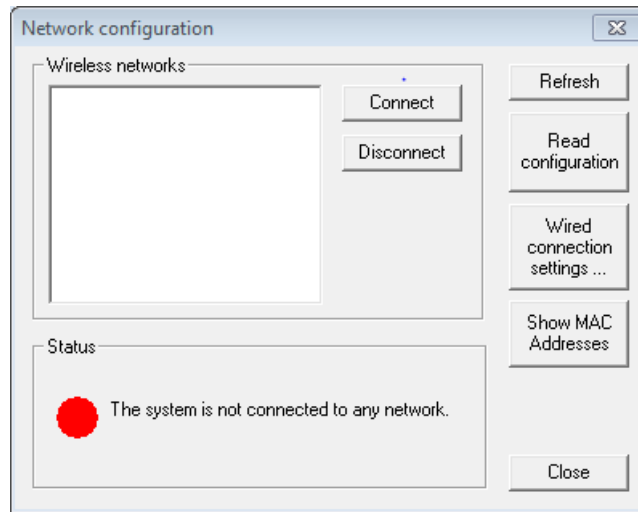 Network configuration
Wireless networks
Connect
Disconnect
Refresh
Read
configuration
Wired
connection
settings ...
Show MAC
Addresses
Status
The system is not connected to any network.
Close